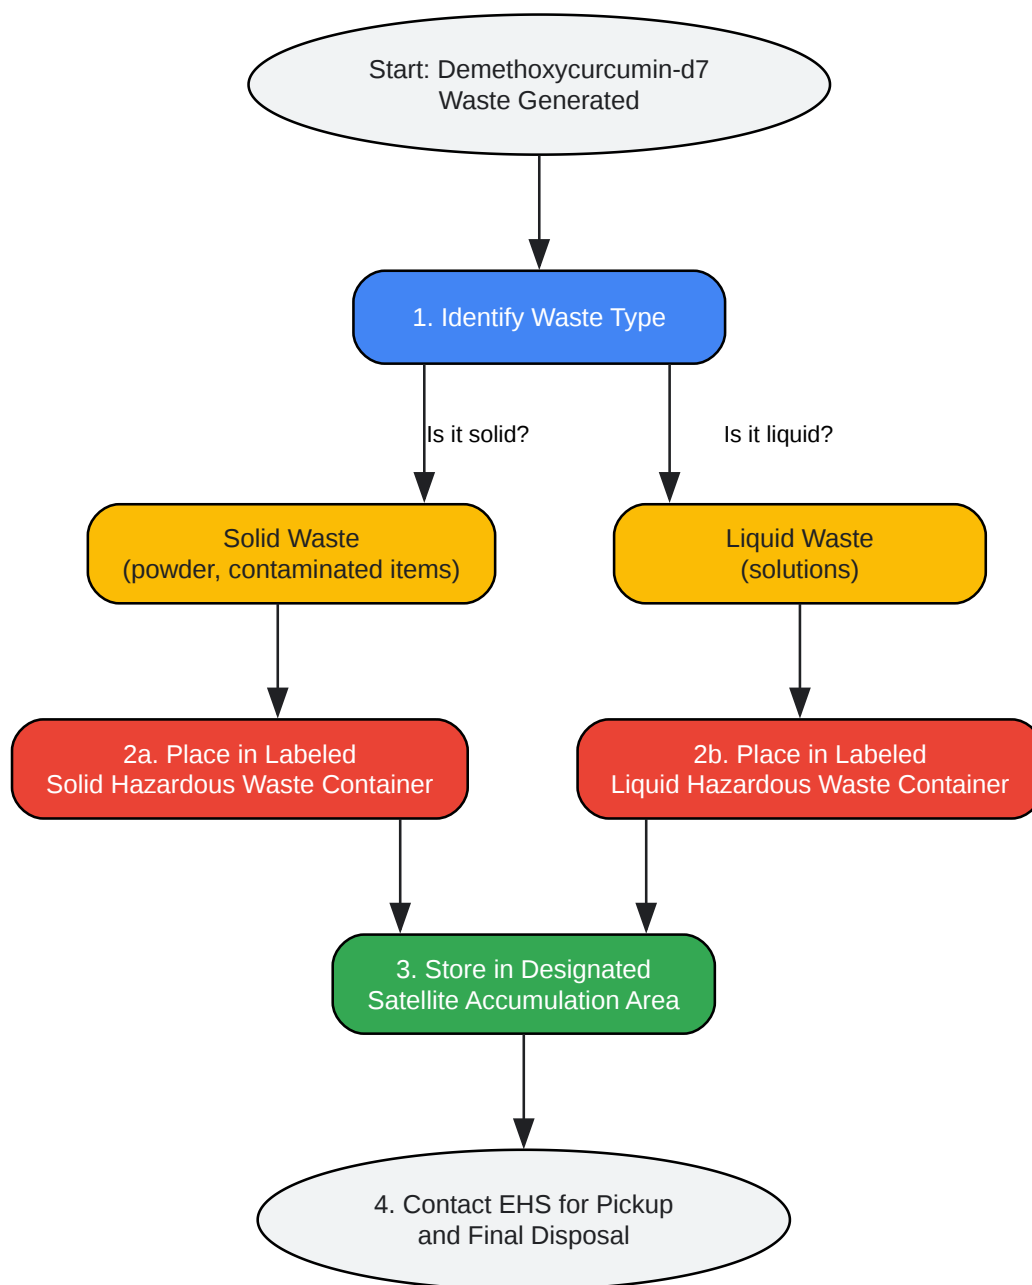 Start: Demethoxycurcumin-d7
Waste Generated
1. Identify Waste Type
Is it solid?
Is it liquid?
Solid Waste
(powder, contaminated items)
Liquid Waste
(solutions)
2a. Place in Labeled
Solid Hazardous Waste Container
2b. Place in Labeled
Liquid Hazardous Waste Container
3. Store in Designated
Satellite Accumulation Area
4. Contact EHS for Pickup
and Final Disposal